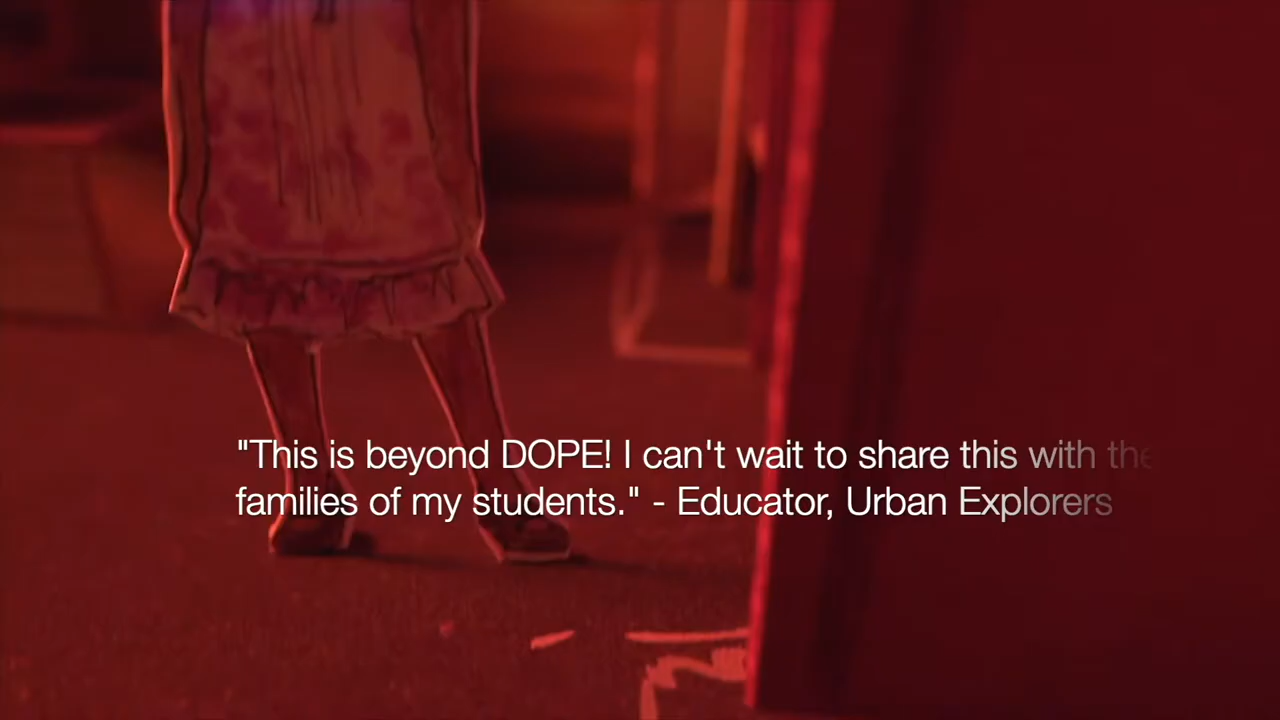 "This is beyond DOPE! I can't wait to share this with the
families of my students." - Educator, Urban Explorers